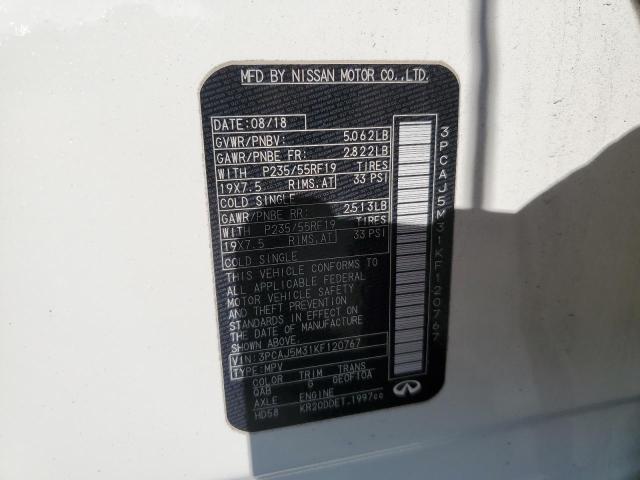 MFD BY NISSAN MOTOR CO.,LTD.
DATE:08/18
GVWR/PNBV: 5,062LB
GAWR/PNBE FR: 2,822LB
WITH P235/55RF19 TIRES
19X7.5 RIMS,AT 33 PSI
COLD SINGLE
GAWR/PNBE RR: 2,513LB
WITH P235/55RF19 TIRES
19X7.5 RIMS,AT 33 PSI
COLD SINGLE
THIS VEHICLE CONFORMS TO
ALL APPLICABLE FEDERAL
MOTOR VEHICLE SAFETY
AND THEFT PREVENTION
STANDARDS IN EFFECT ON
THE DATE OF MANUFACTURE
SHOWN ABOVE.
VIN:3PCAJ5M31KF120767
TYPE:MPV
COLOR TRIM TRANS
QAB G GEOF10A
AXLE ENGINE
HD58 KR20DDET,1997cc
3PCAJ5M31KF120767